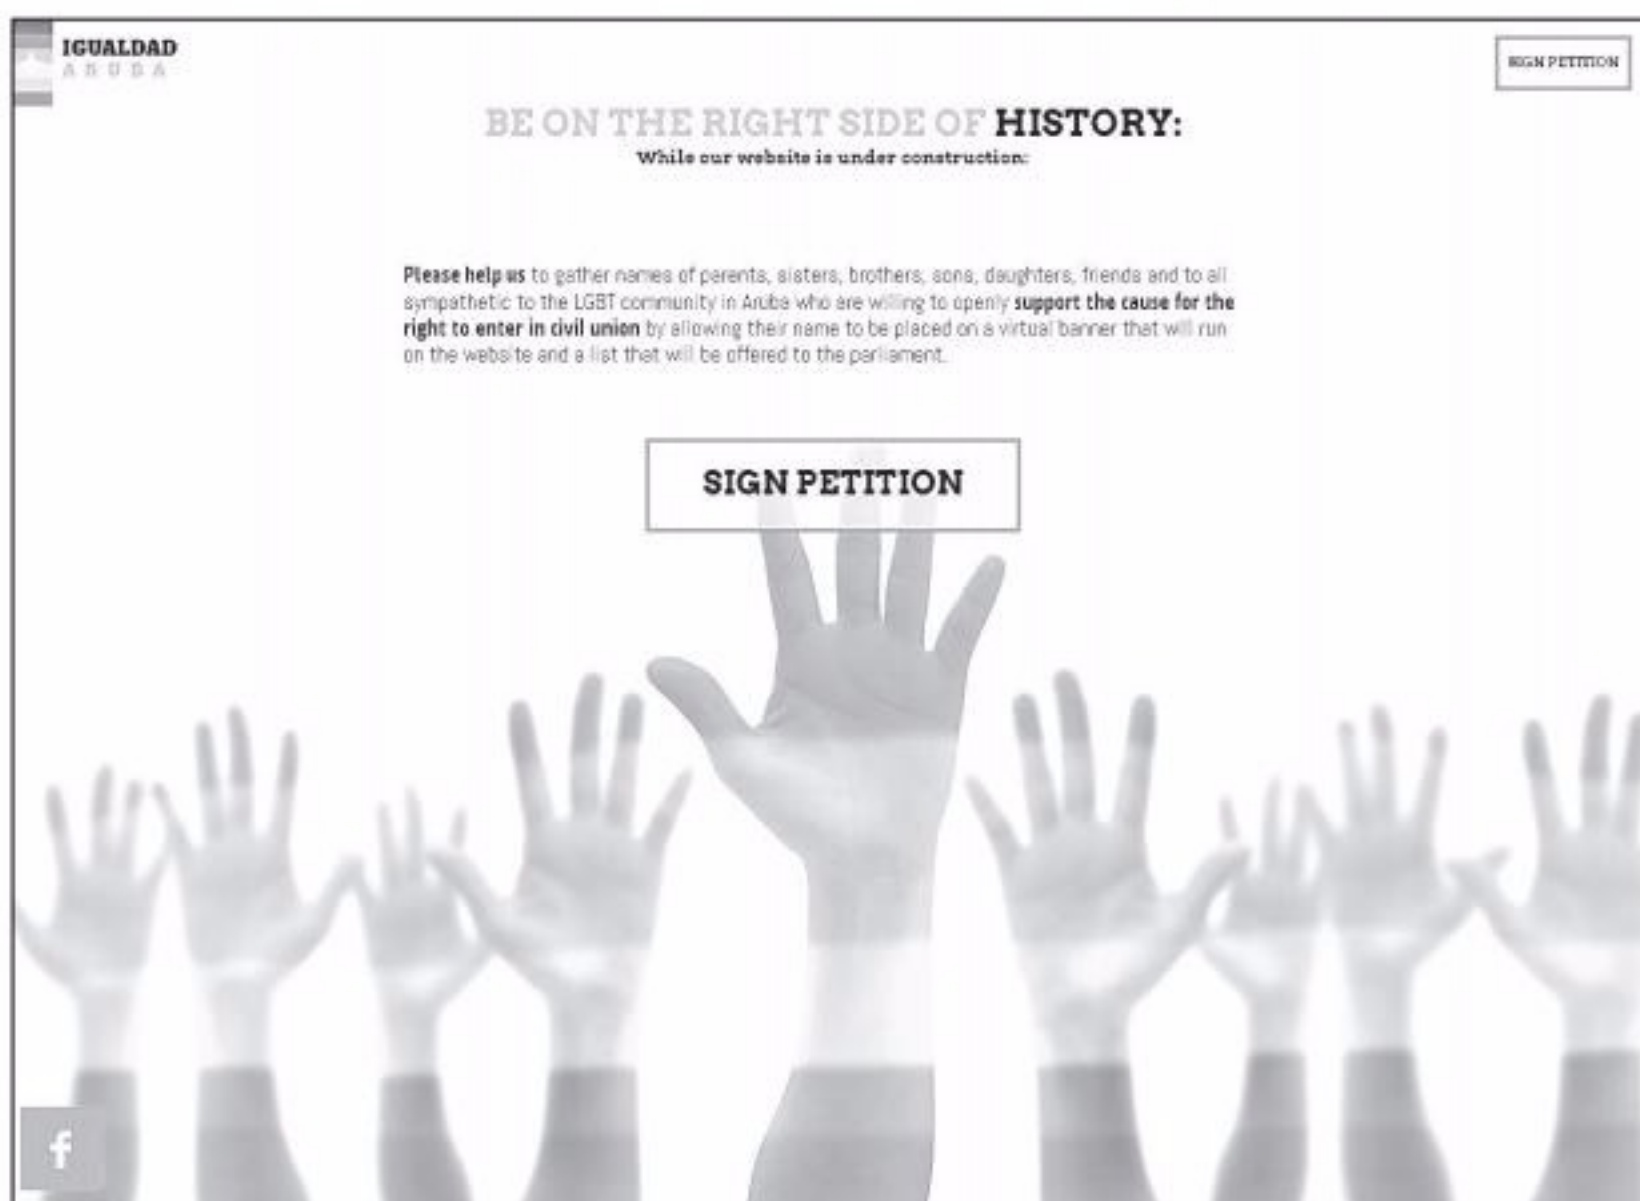 IGUALDAD
ARUBA
SIGN PETITION
BE ON THE RIGHT SIDE OF HISTORY:
While our website is under construction:
Please help us to gather names of parents, sisters, brothers, sons, daughters, friends and to all
sympathetic to the LGBT community in Aruba who are willing to openly support the cause for the
right to enter in civil union by allowing their name to be placed on a virtual banner that will run
on the website and a list that will be offered to the parliament.
SIGN PETITION
f